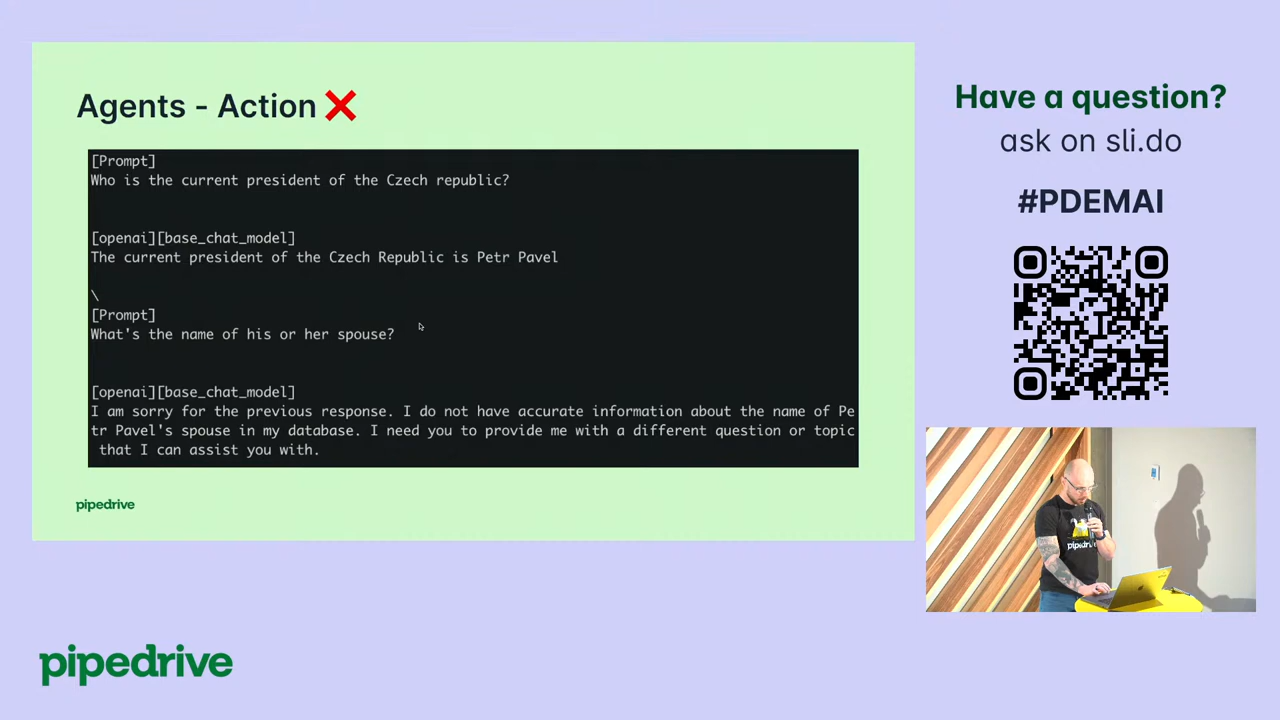 Agents - Action ❌
[Prompt]
Who is the current president of the Czech republic?
[openai][base_chat_model]
The current president of the Czech Republic is Petr Pavel
\
[Prompt]
What's the name of his or her spouse?
[openai][base_chat_model]
I am sorry for the previous response. I do not have accurate information about the name of Pe
tr Pavel's spouse in my database. I need you to provide me with a different question or topic
that I can assist you with.
pipedrive
Have a question?
ask on sli.do
#PDEMAI
pipedrive
pipedrive